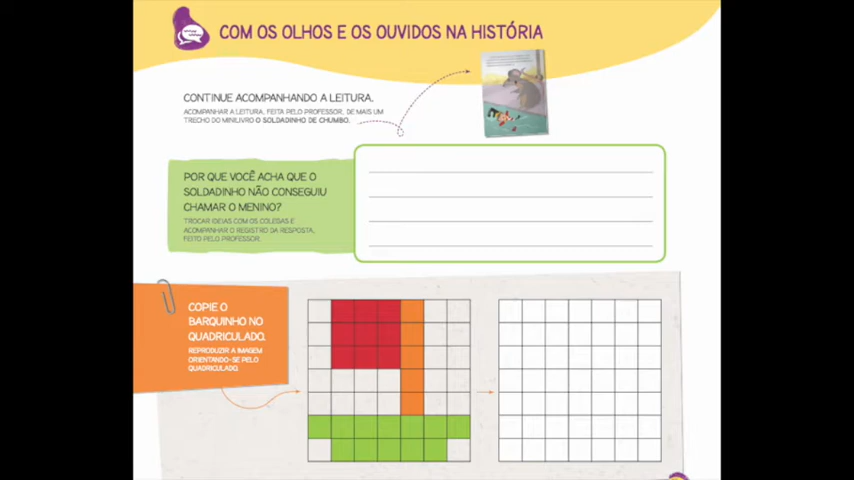 COM OS OLHOS E OS OUVIDOS NA HISTÓRIA
CONTINUE ACOMPANHANDO A LEITURA.
ACOMPANHAR A LEITURA, FEITA PELO PROFESSOR, DE MAIS UM
TRECHO DO MINILIVRO O SOLDADINHO DE CHUMBO.
POR QUE VOCÊ ACHA QUE O
SOLDADINHO NÃO CONSEGUIU
CHAMAR O MENINO?
TROCAR IDEIAS COM OS COLEGAS E
ACOMPANHAR O REGISTRO DA RESPOSTA,
FEITO PELO PROFESSOR.
COPIE O
BARQUINHO NO
QUADRICULADO.
REPRODUZIR A IMAGEM
ORIENTANDO-SE PELO
QUADRICULADO.